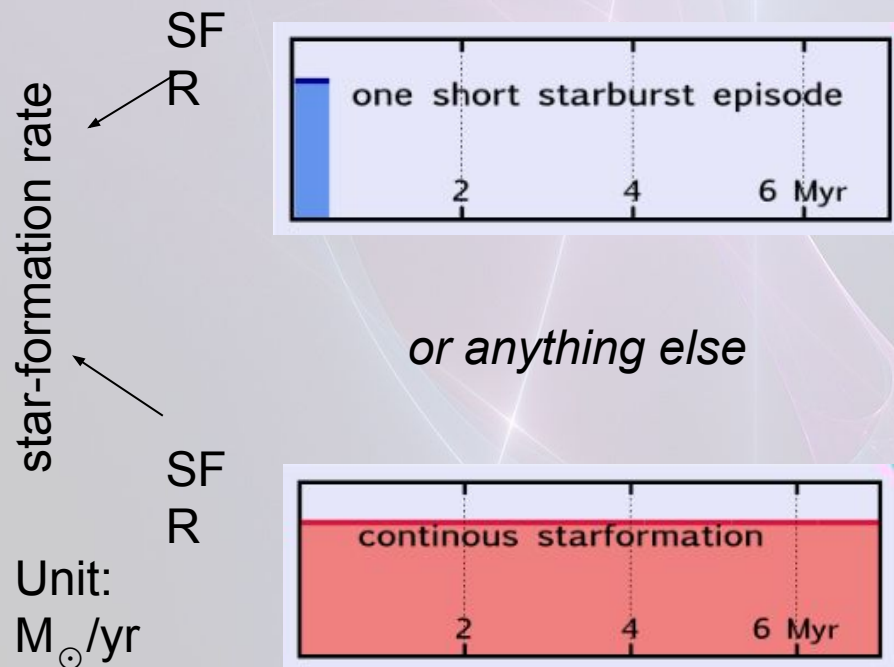 SF
R
star-formation rate
one short starburst episode
2 4 6 Myr
or anything else
SF
R
continous starformation
2 4 6 Myr
Unit:
M☉/yr